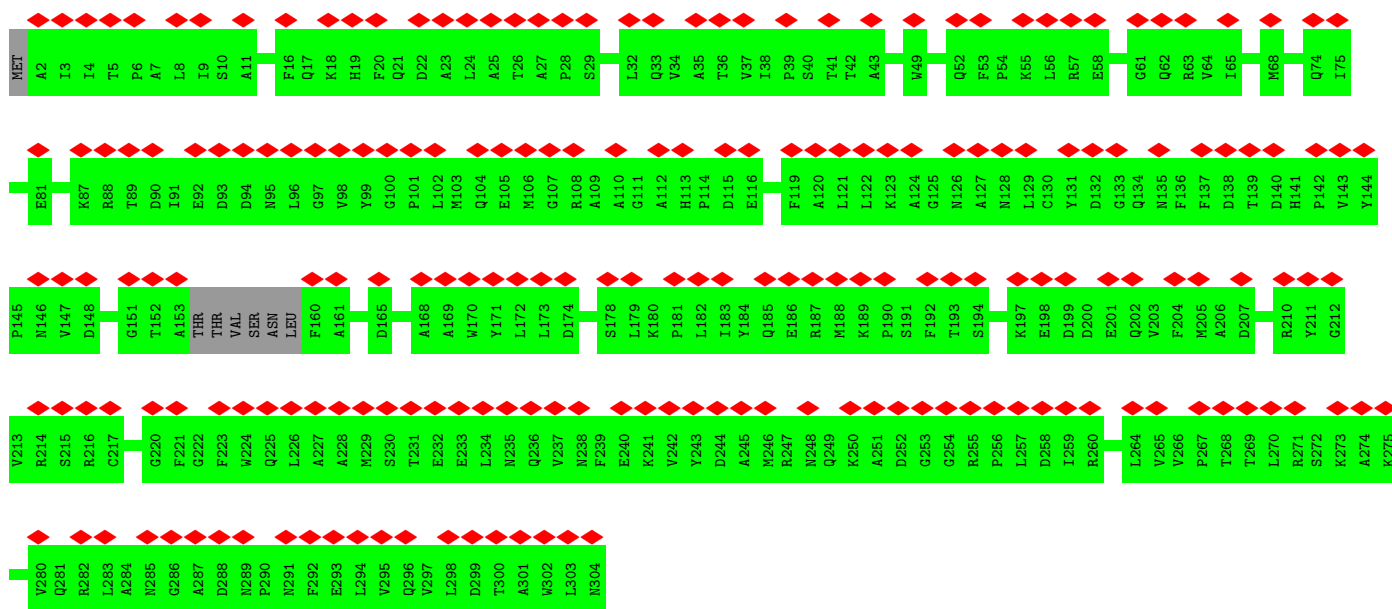 MET A2 I3 I4 T5 P6 A7 L8 I9 S10 A11 F16 Q17 K18 H19 F20 Q21 D22 A23 L24 A25 T26 A27 P28 S29 L32 Q33 V34 A35 T36 V37 I38 P39 S40 T41 T42 A43 W49 Q52 F53 P54 K55 L56 R57 E58 G61 Q62 R63 V64 I65 M68 Q74 I75
E81 K87 R88 T89 D90 I91 E92 D93 D94 N95 L96 G97 V98 Y99 G100 P101 L102 M103 Q104 E105 M106 G107 R108 A109 A110 G111 A112 H113 P114 D115 E116 F119 A120 L121 L122 K123 A124 G125 N126 A127 N128 L129 C130 Y131 D132 G133 Q134 N135 F136 F137 D138 T139 D140 H141 P142 V143 Y144
P145 N146 V147 D148 G151 T152 A153 THR THR VAL SER ASN LEU F160 A161 D165 A168 A169 W170 Y171 L172 L173 D174 S178 L179 K180 P181 L182 I183 Y184 Q185 E186 R187 M188 K189 P190 S191 F192 T193 S194 K197 E198 D199 D200 E201 Q202 V203 F204 M205 A206 D207 R210 Y211 G212
V213 R214 S215 R216 C217 G220 F221 G222 F223 W224 Q225 L226 A227 A228 M229 S230 T231 E232 E233 L234 N235 Q236 V237 N238 F239 E240 K241 V242 Y243 D244 A245 M246 R247 N248 Q249 K250 A251 D252 G253 G254 R255 P256 L257 D258 I259 R260 L264 V265 V266 P267 T268 T269 L270 R271 S272 K273 A274 K275
V280 Q281 R282 L283 A284 N285 G286 A287 D288 N289 P290 N291 F292 E293 L294 V295 Q296 V297 L298 D299 T300 A301 W302 L303 N304